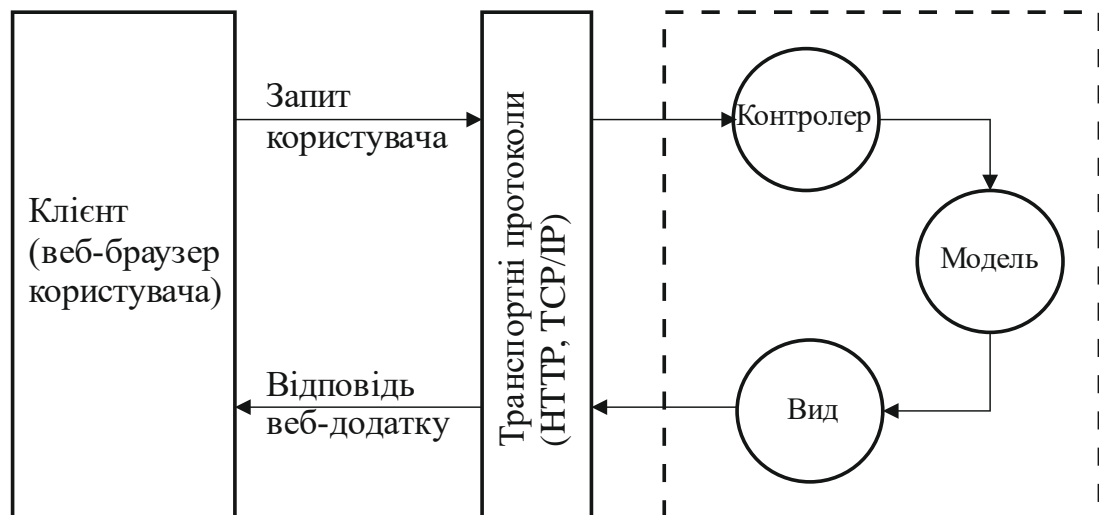 Запит
користувача
Контролер
Клієнт
(веб-браузер
користувача)
Транспортні протоколи
(HTTP, TCP/IP)
Модель
Відповідь
веб-додатку
Вид